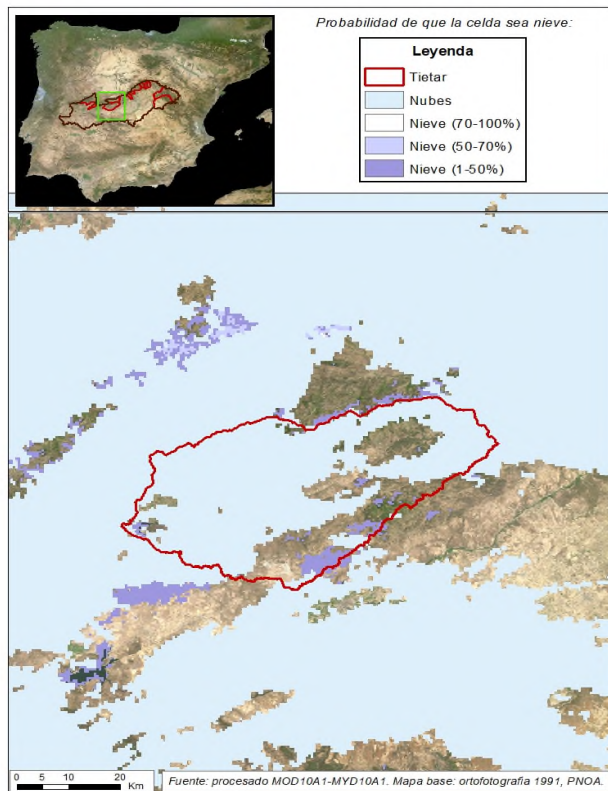 Probabilidad de que la celda sea nieve:
Leyenda
Tietar
Nubes
Nieve (70-100%)
Nieve (50-70%)
Nieve (1-50%)
0 5 10 20
Km
Fuente: procesado MOD10A1-MYD10A1. Mapa base: ortofotografia 1991, PNOA.